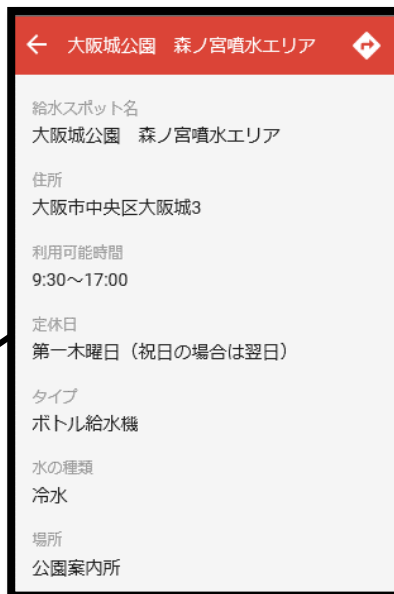 大阪城公園　森ノ宮噴水エリア
給水スポット名
大阪城公園　森ノ宮噴水エリア
住所
大阪市中央区大阪城3
利用可能時間
9:30～17:00
定休日
第一木曜日（祝日の場合は翌日）
タイプ
ボトル給水機
水の種類
冷水
場所
公園案内所